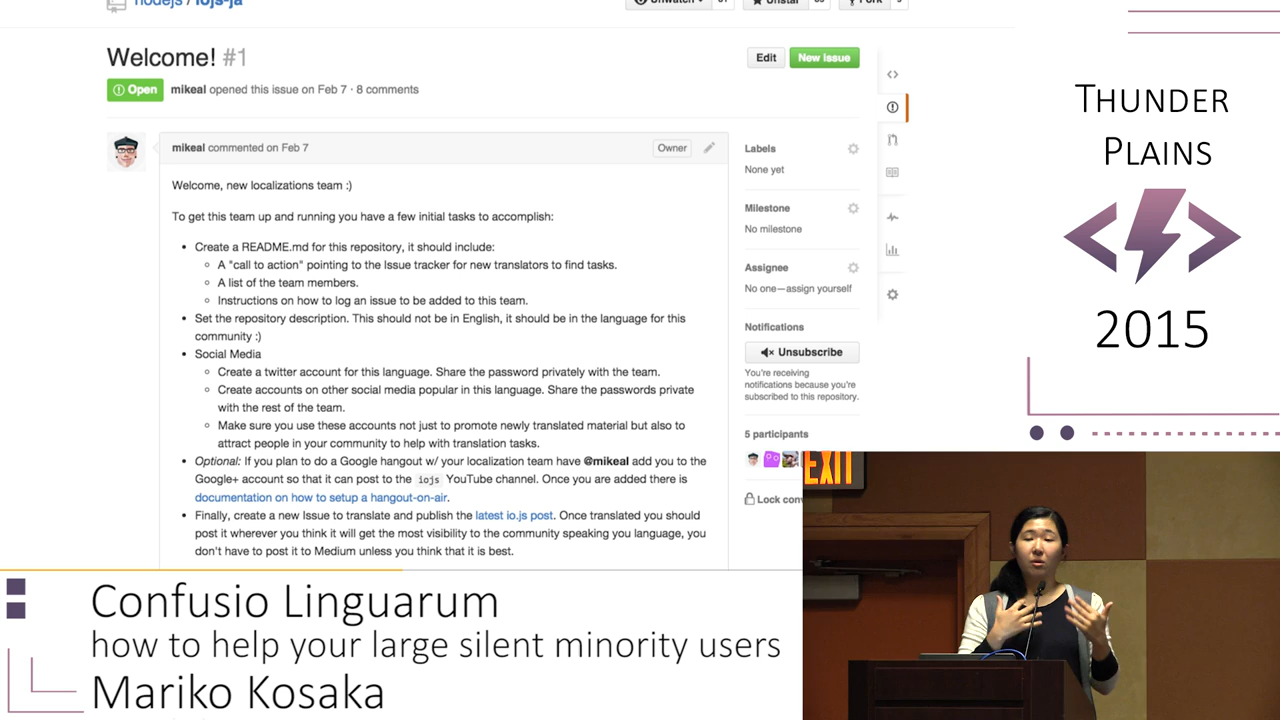 nodejs / iojs-ja
Unwatch
Unstar
Fork
Welcome! #1
Edit
New issue
Open
mikeal opened this issue on Feb 7 · 8 comments
mikeal commented on Feb 7
Owner
Welcome, new localizations team :)
To get this team up and running you have a few initial tasks to accomplish:
• Create a README.md for this repository, it should include:
◦ A "call to action" pointing to the Issue tracker for new translators to find tasks.
◦ A list of the team members.
◦ Instructions on how to log an issue to be added to this team.
• Set the repository description. This should not be in English, it should be in the language for this
community :)
• Social Media
◦ Create a twitter account for this language. Share the password privately with the team.
◦ Create accounts on other social media popular in this language. Share the passwords private
with the rest of the team.
◦ Make sure you use these accounts not just to promote newly translated material but also to
attract people in your community to help with translation tasks.
• Optional: If you plan to do a Google hangout w/ your localization team have @mikeal add you to the
Google+ account so that it can post to the iojs YouTube channel. Once you are added there is
documentation on how to setup a hangout-on-air.
• Finally, create a new Issue to translate and publish the latest io.js post. Once translated you should
post it wherever you think it will get the most visibility to the community speaking you language, you
don't have to post it to Medium unless you think that it is best.
Labels
None yet
Milestone
No milestone
Assignee
No one—assign yourself
Notifications
Unsubscribe
You're receiving
notifications because you're
subscribed to this repository.
5 participants
Lock conv
THUNDER
PLAINS
2015
EXIT
Confusio Linguarum
how to help your large silent minority users
Mariko Kosaka